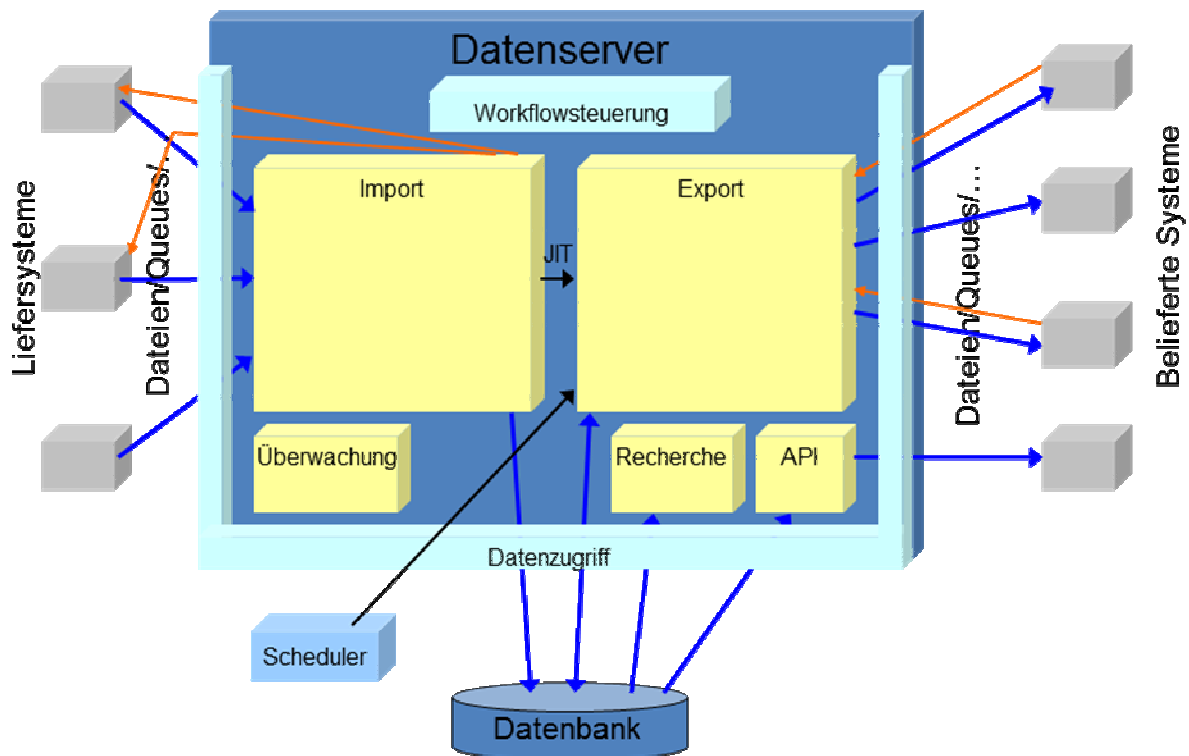 Datenserver
Workflowsteuerung
Liefersysteme
Dateien/Queues/...
Import
JIT
Export
Dateien/Queues/...
Belieferte Systeme
Überwachung
Recherche
API
Datenzugriff
Scheduler
Datenbank